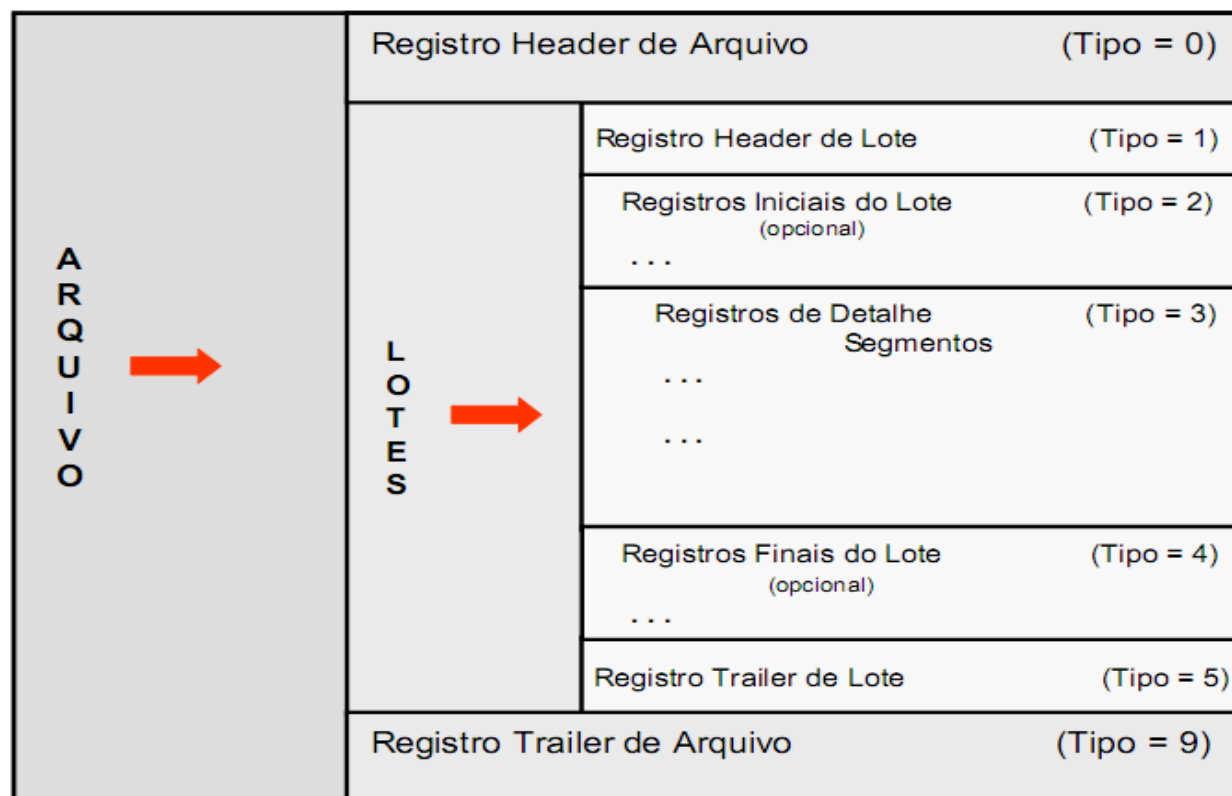 ARQUIVO
Registro Header de Arquivo (Tipo = 0)
LOTES
Registro Header de Lote (Tipo = 1)
Registros Iniciais do Lote (Tipo = 2)
(opcional)
. . .
Registros de Detalhe (Tipo = 3)
Segmentos
. . .
. . .
Registros Finais do Lote (Tipo = 4)
(opcional)
. . .
Registro Trailer de Lote (Tipo = 5)
Registro Trailer de Arquivo (Tipo = 9)